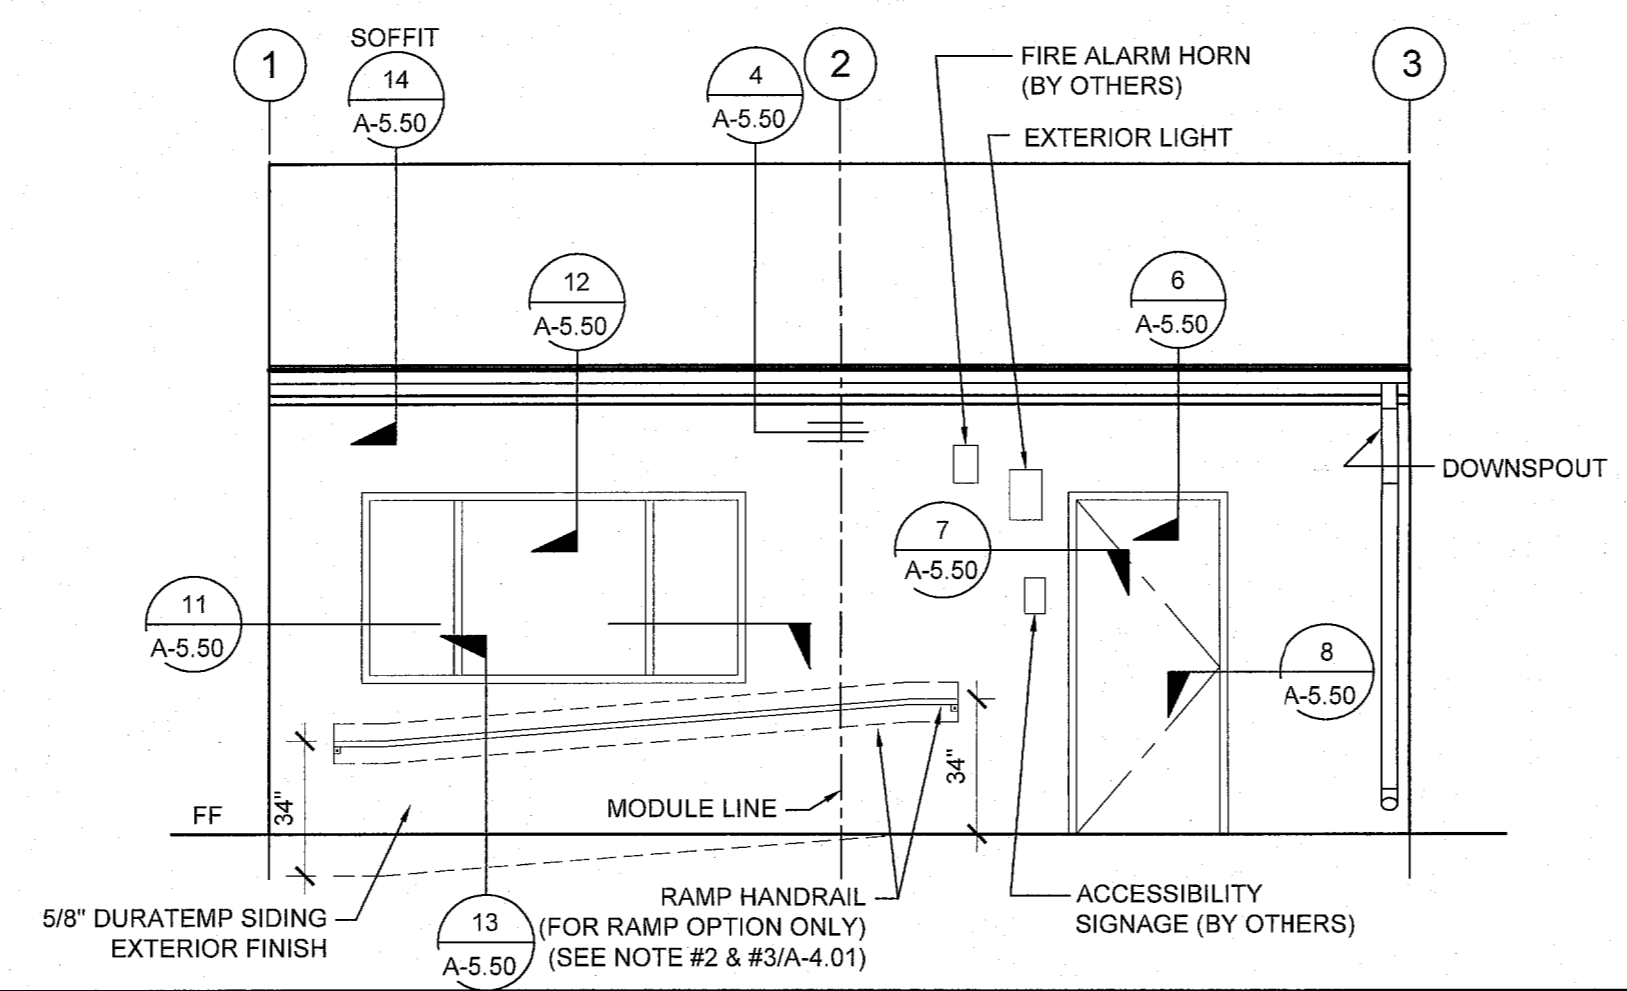 1
SOFFIT
14
A-5.50
4
A-5.50
2
FIRE ALARM HORN
(BY OTHERS)
EXTERIOR LIGHT
3
12
A-5.50
6
A-5.50
DOWNSPOUT
7
A-5.50
11
A-5.50
8
A-5.50
34"
34"
FF
MODULE LINE
5/8" DURATEMP SIDING
EXTERIOR FINISH
13
A-5.50
RAMP HANDRAIL
(FOR RAMP OPTION ONLY)
(SEE NOTE #2 & #3/A-4.01)
ACCESSIBILITY
SIGNAGE (BY OTHERS)